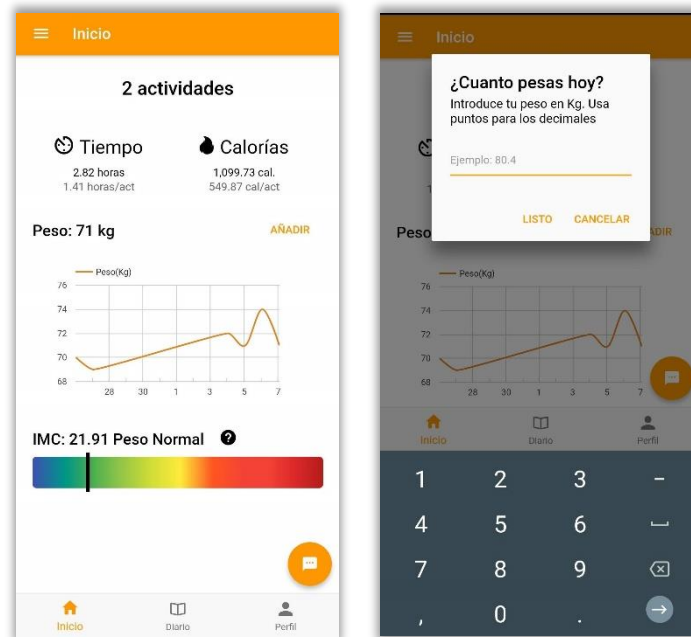 Inicio
2 actividades
Tiempo
Calorías
2.82 horas
1,099.73 cal.
1.41 horas/act
549.87 cal/act
Peso: 71 kg
AÑADIR
Peso(Kg)
76
74
72
70
68
28 30 1 3 5 7
IMC: 21.91 Peso Normal
Inicio
Diario
Perfil
Inicio
¿Cuanto pesas hoy?
Introduce tu peso en Kg. Usa
puntos para los decimales
Ejemplo: 80.4
LISTO CANCELAR
1
Peso
ADIR
Peso(Kg)
76
74
72
70
68
28 30 1 3 5 7
Inicio
Diario
Perfil
1 2 3 -
4 5 6
7 8 9
, 0 .